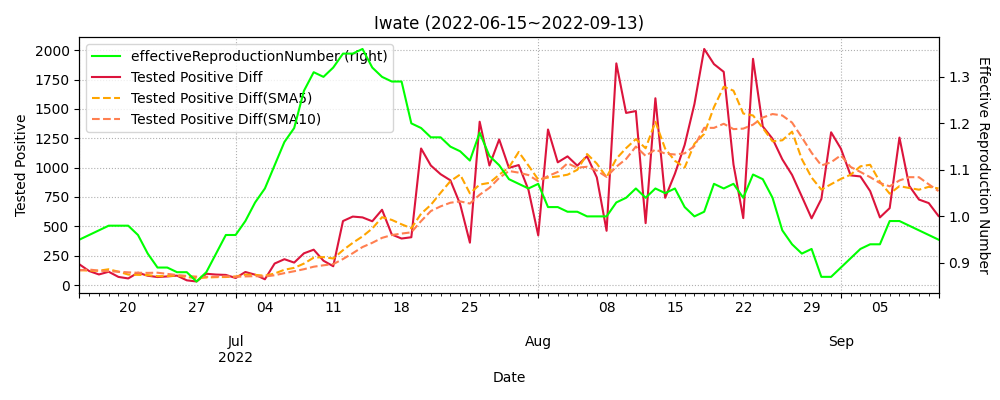 Iwate (2022-06-15~2022-09-13)
effectiveReproductionNumber (right)
Tested Positive Diff
Tested Positive Diff(SMA5)
Tested Positive Diff(SMA10)
Tested Positive
2000
1750
1500
1250
1000
750
500
250
0
1.3
1.2
1.1
1.0
0.9
Effective Reproduction Number
20 27 04 11 18 25 08 15 22 29 05
Jul Aug Sep
2022
Date